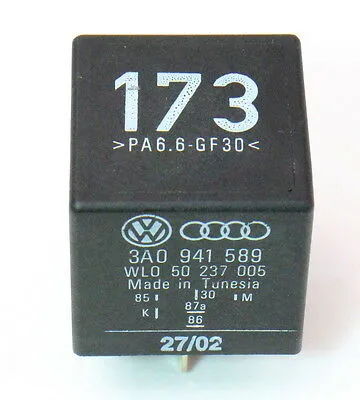 173
>PA6.6-GF30<
3A0 941 589
WLO 50 237 005
Made in Tunesia
85 30 M
K 87a
86
27/02